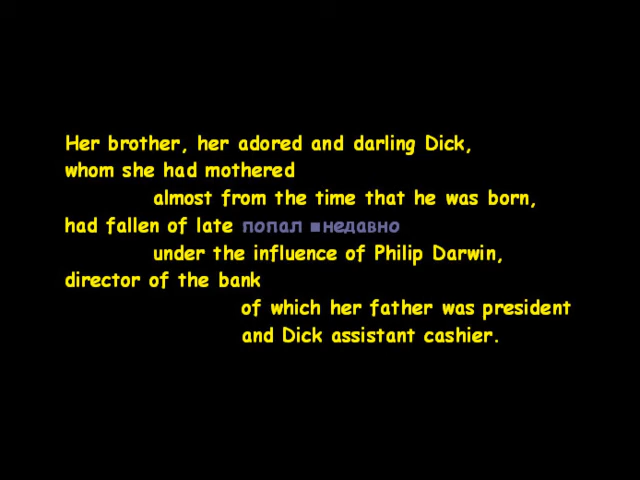 Her brother, her adored and darling Dick,
whom she had mothered
almost from the time that he was born,
had fallen of late попал ▪недавно
under the influence of Philip Darwin,
director of the bank
of which her father was president
and Dick assistant cashier.